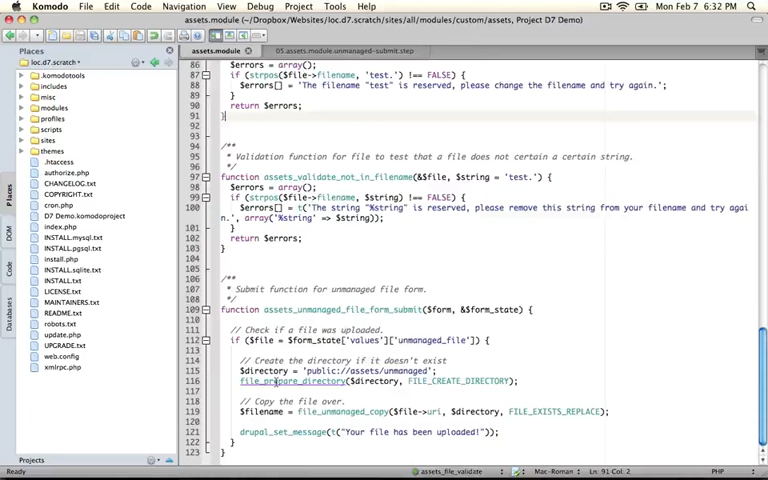 Komodo File Edit Code Navigation View Debug Project Tools Help Mon Feb 7 6:32 PM
assets.module (~/Dropbox/Websites/loc.d7.scratch/sites/all/modules/custom/assets, Project D7 Demo)
Places
loc.d7.scratch
.komodotools
includes
misc
modules
profiles
scripts
sites
themes
.htaccess
authorize.php
CHANGELOG.txt
COPYRIGHT.txt
cron.php
D7 Demo.komodoproject
index.php
INSTALL.mysql.txt
INSTALL.pgsql.txt
install.php
INSTALL.sqlite.txt
INSTALL.txt
LICENSE.txt
MAINTAINERS.txt
README.txt
robots.txt
update.php
UPGRADE.txt
web.config
xmlrpc.php
Projects
Places
DOM
Code
Databases
assets.module
05.assets.module.unmanaged-submit.step
86 $errors = array();
87 if (strpos($file->filename, 'test.') !== FALSE) {
88 $errors[] = 'The filename "test" is reserved, please change the filename and try again.';
89 }
90 return $errors;
91 }
92
93
94 /**
95 * Validation function for file to test that a file does not certain a certain string.
96 */
97 function assets_validate_not_in_filename(&$file, $string = 'test.') {
98 $errors = array();
99 if (strpos($file->filename, $string) !== FALSE) {
100 $errors[] = t('The string "%string" is reserved, please remove this string from your filename and try agai
n.', array('%string' => $string));
101 }
102 return $errors;
103 }
104
105
106 /**
107 * Submit function for unmanaged file form.
108 */
109 function assets_unmanaged_file_form_submit($form, &$form_state) {
110
111 // Check if a file was uploaded.
112 if ($file = $form_state['values']['unmanaged_file']) {
113
114 // Create the directory if it doesn't exist
115 $directory = 'public://assets/unmanaged';
116 file_prepare_directory($directory, FILE_CREATE_DIRECTORY);
117
118 // Copy the file over.
119 $filename = file_unmanaged_copy($file->uri, $directory, FILE_EXISTS_REPLACE);
120
121 drupal_set_message(t("Your file has been uploaded!"));
122 }
123 }
Ready assets_file_validate Mac-Roman Ln: 91 Col: 2 PHP